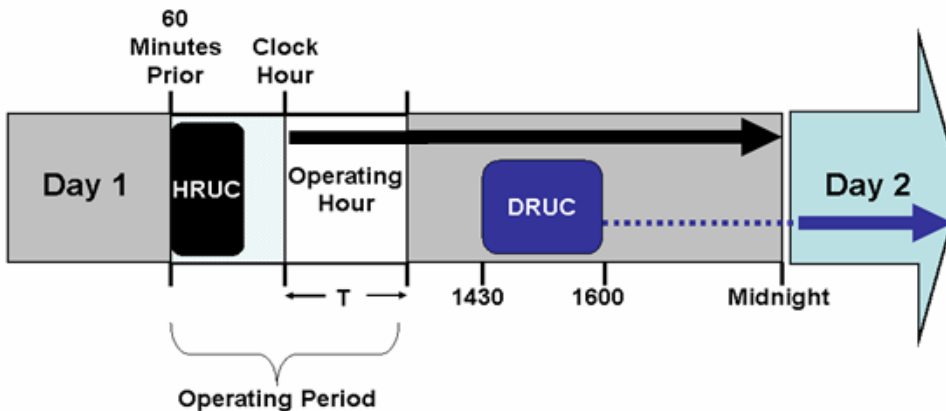 60
Minutes
Prior
Clock
Hour
Day 1
HRUC
Operating
Hour
DRUC
Day 2
T
1430
1600
Midnight
Operating Period